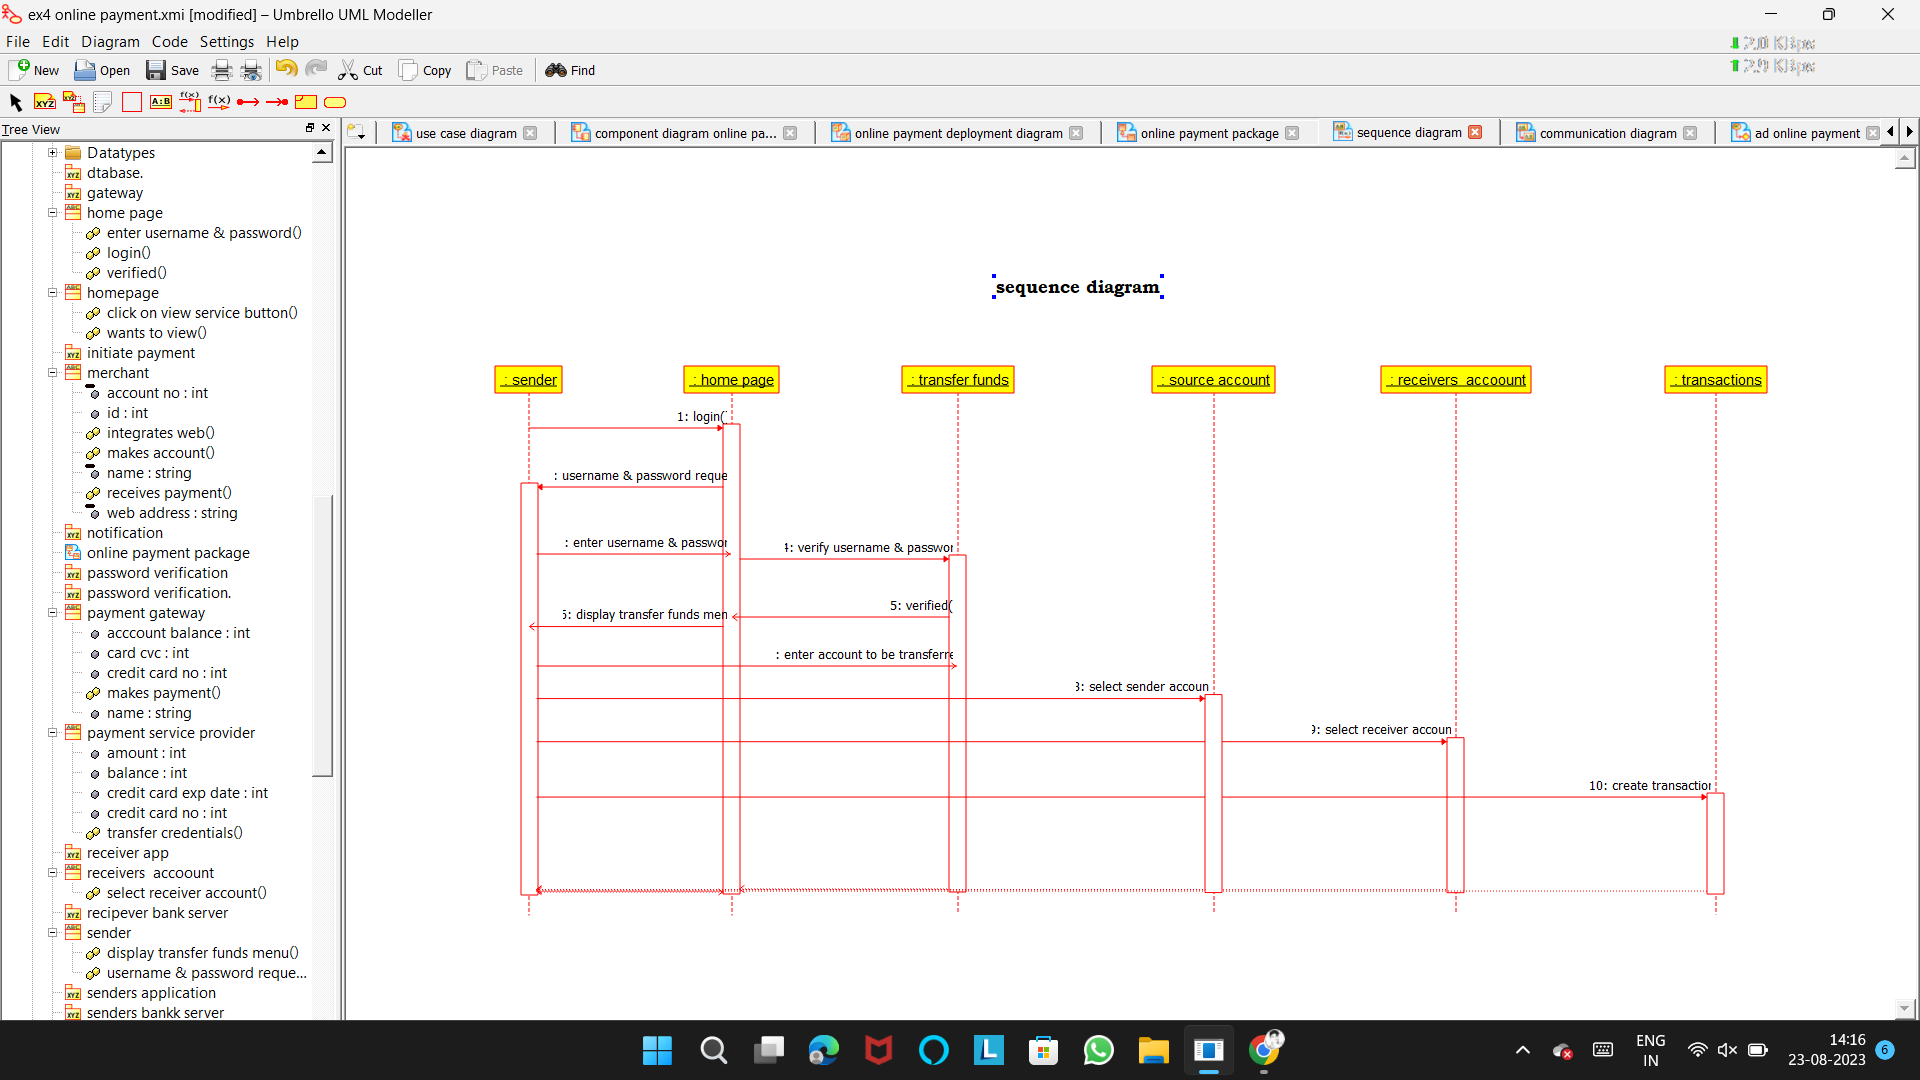 ex4 online payment.xmi [modified] – Umbrello UML Modeller
File Edit Diagram Code Settings Help
2.0 KBps
2.9 KBps
New Open Save Cut Copy Paste Find
XYZ XYZ A:B f(x) f(x)
Tree View
use case diagram
component diagram online pa...
online payment deployment diagram
online payment package
sequence diagram
communication diagram
ad online payment
Datatypes
dtabase.
gateway
home page
enter username & password()
login()
verified()
homepage
click on view service button()
wants to view()
initiate payment
merchant
account no : int
id : int
integrates web()
makes account()
name : string
receives payment()
web address : string
notification
online payment package
password verification
password verification.
payment gateway
acccount balance : int
card cvc : int
credit card no : int
makes payment()
name : string
payment service provider
amount : int
balance : int
credit card exp date : int
credit card no : int
transfer credentials()
receiver app
receivers accoount
select receiver account()
recipever bank server
sender
display transfer funds menu()
username & password reque...
senders application
senders bankk server
sequence diagram
: sender
: home page
: transfer funds
: source account
: receivers accoount
: transactions
1: login(
: username & password reque
: enter username & passwor
4: verify username & passwor
5: verified(
6: display transfer funds men
: enter account to be transferre
8: select sender accoun
9: select receiver accoun
10: create transaction
ENG
IN
14:16
23-08-2023
6